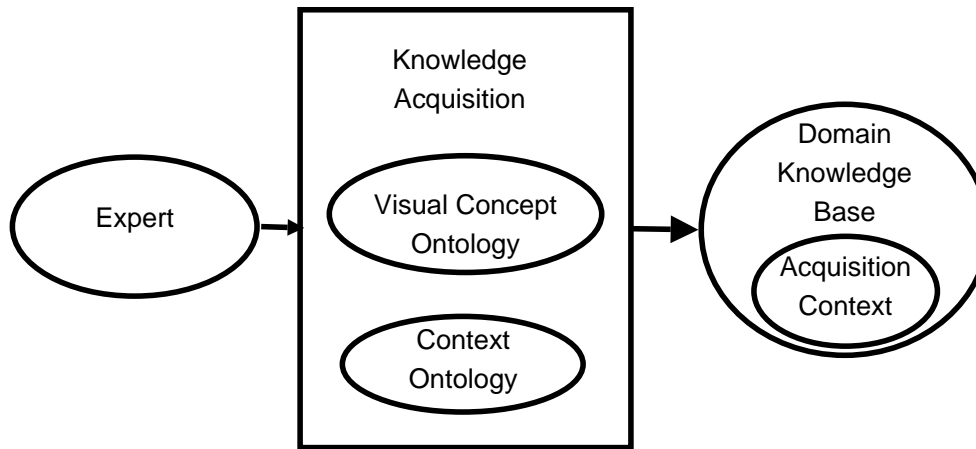 Expert
Knowledge
Acquisition
Visual Concept
Ontology
Context
Ontology
Domain
Knowledge
Base
Acquisition
Context